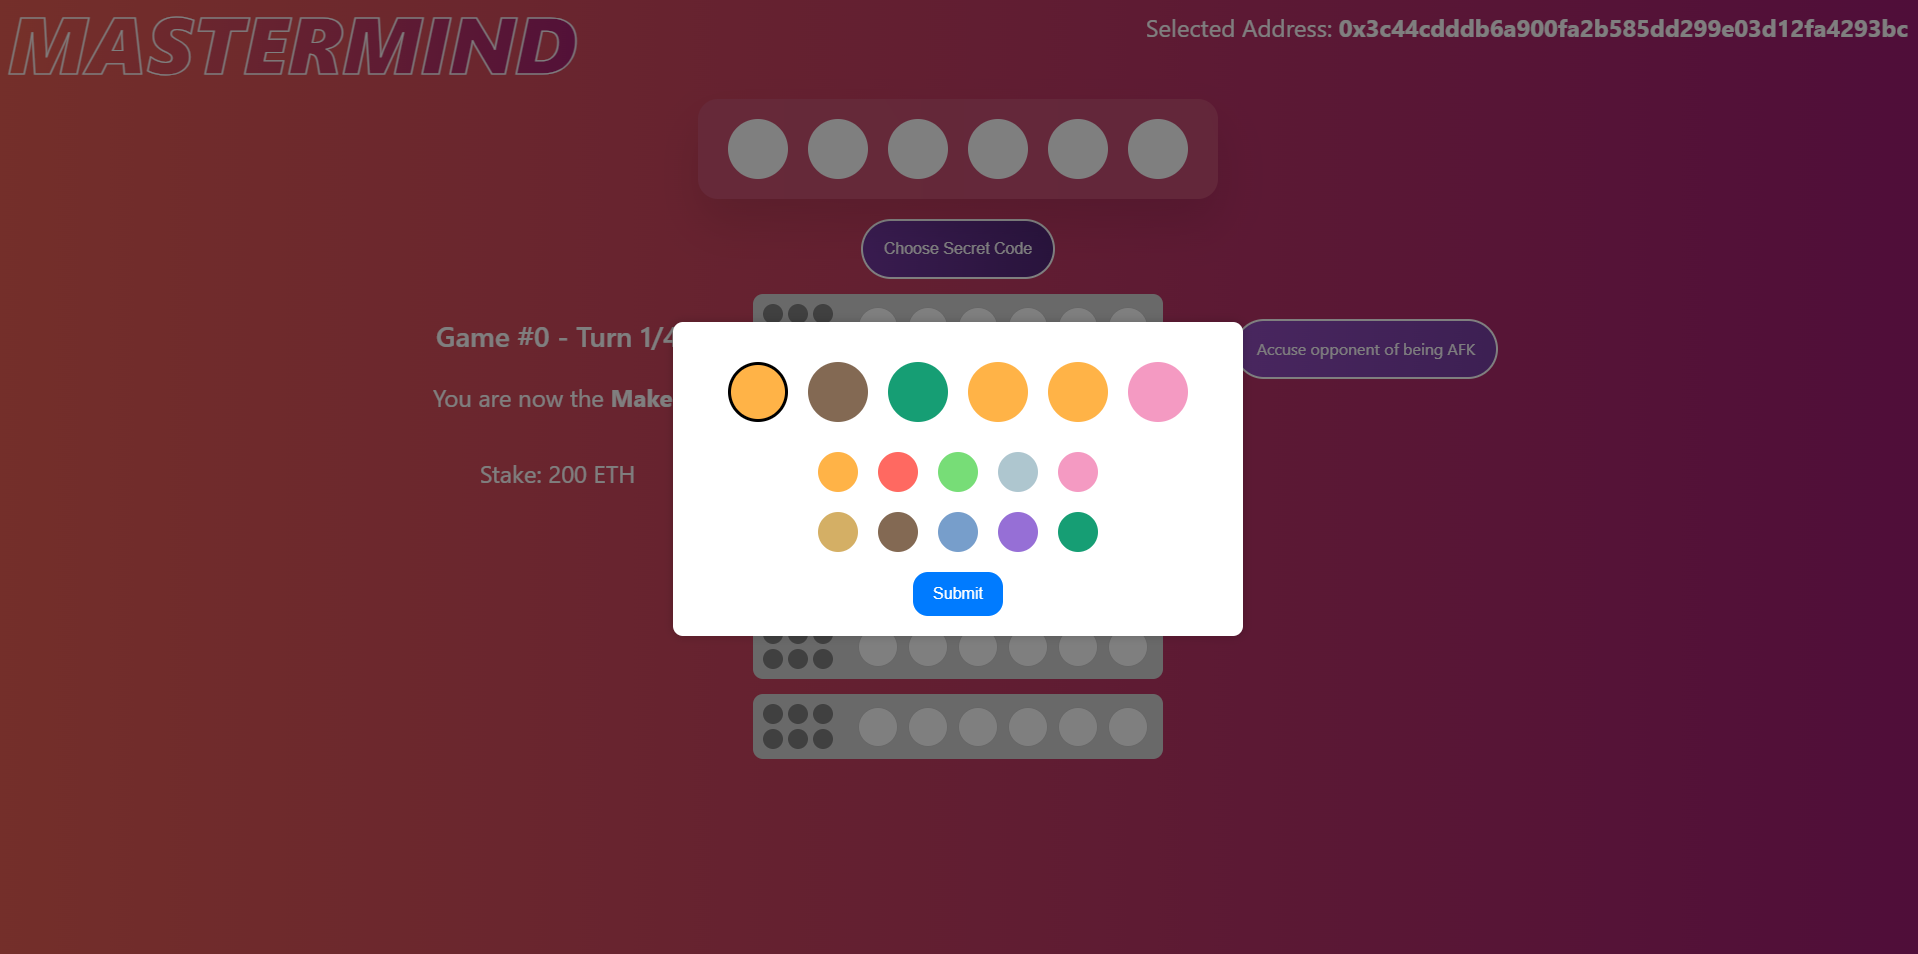 MASTERMIND
Selected Address: 0x3c44cdddb6a900fa2b585dd299e03d12fa4293bc
Choose Secret Code
Game #0 - Turn 1/4
Accuse opponent of being AFK
You are now the Make
Stake: 200 ETH
Submit